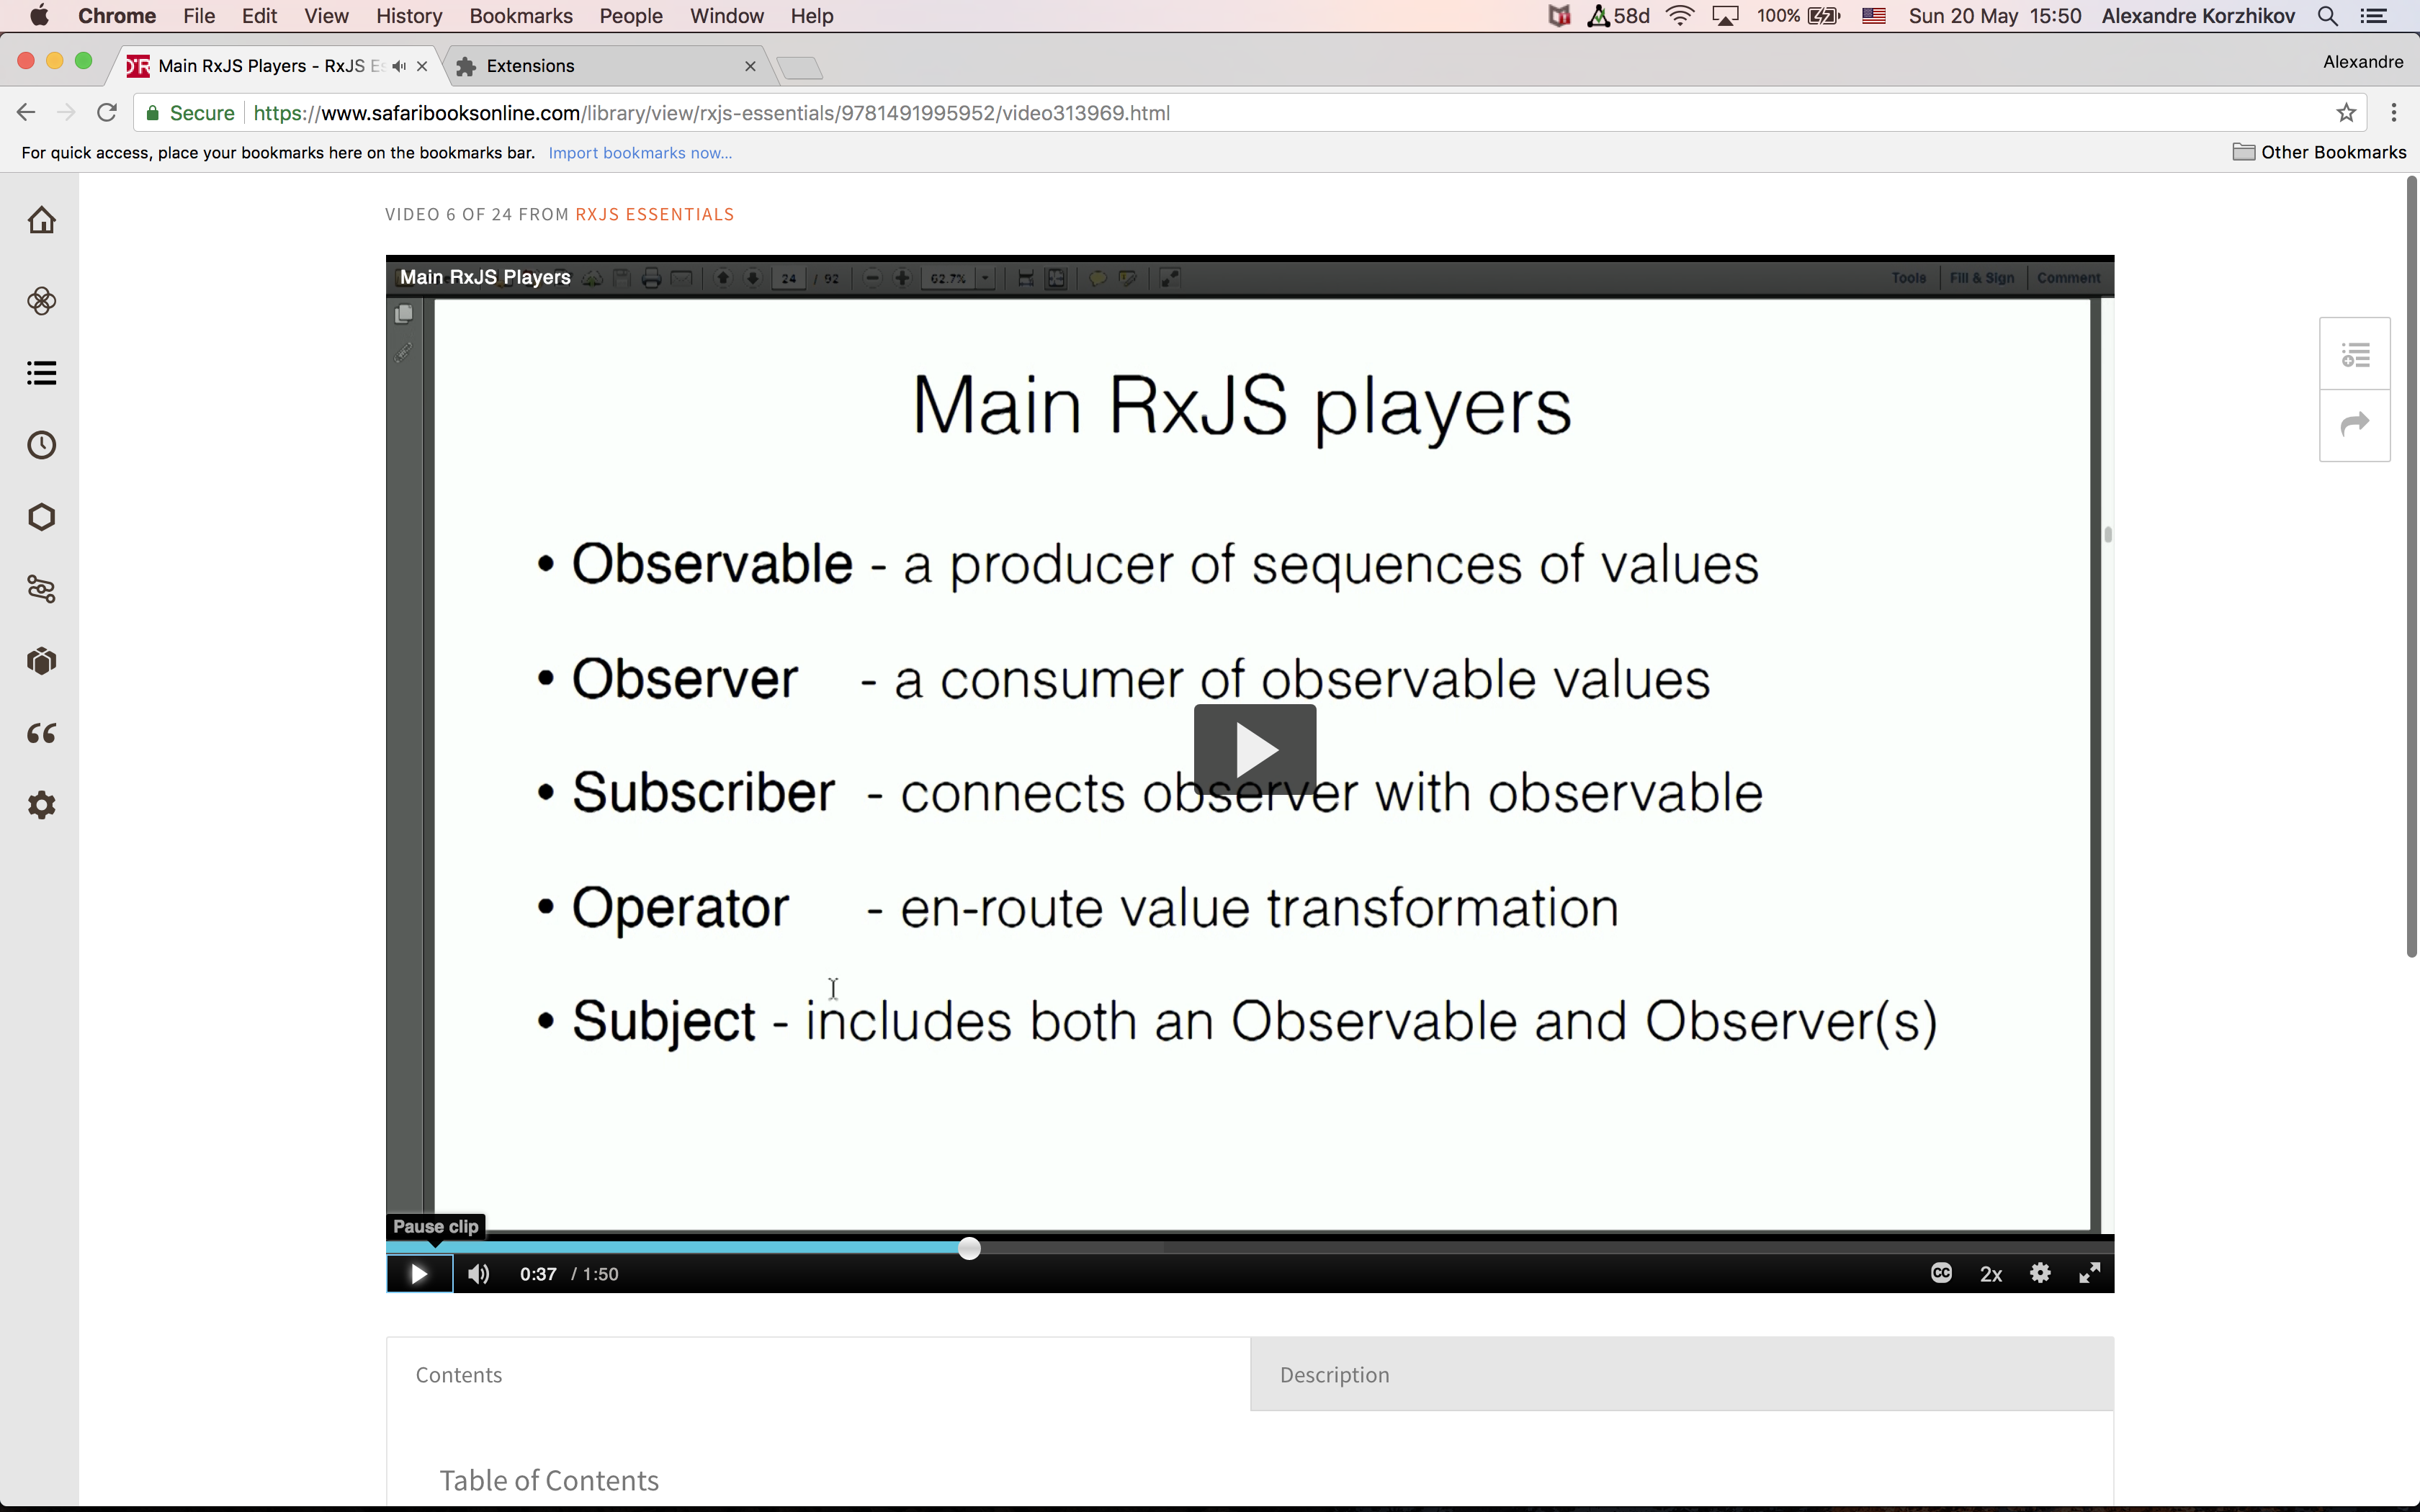 Chrome File Edit View History Bookmarks People Window Help 58d 100% Sun 20 May 15:50 Alexandre Korzhikov
Main RxJS Players - RxJS Es Extensions Alexandre
Secure https://www.safaribooksonline.com/library/view/rxjs-essentials/9781491995952/video313969.html
For quick access, place your bookmarks here on the bookmarks bar. Import bookmarks now... Other Bookmarks
VIDEO 6 OF 24 FROM RXJS ESSENTIALS
Main RxJS Players 24 / 92 62.7% Tools Fill & Sign Comment
Main RxJS players
• Observable - a producer of sequences of values
• Observer - a consumer of observable values
• Subscriber - connects observer with observable
• Operator - en-route value transformation
• Subject - includes both an Observable and Observer(s)
Pause clip
0:37 / 1:50 CC 2x
Contents Description
Table of Contents